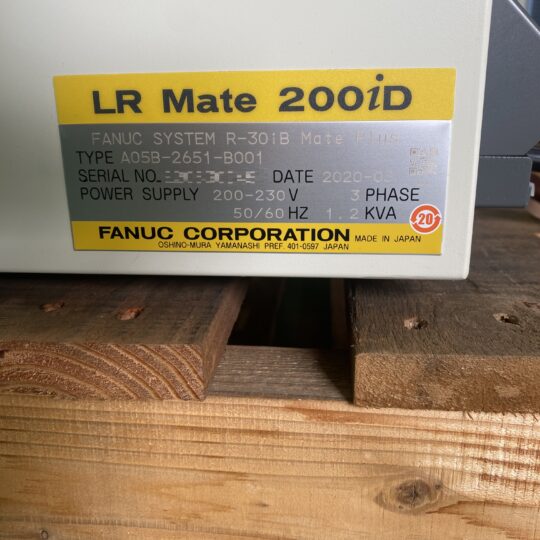 LR Mate 200iD
FANUC SYSTEM R-30iB Mate Plus
TYPE A05B-2651-B001
SERIAL NO. DATE 2020-03
POWER SUPPLY 200-230 V 3 PHASE
50/60 HZ 1.2 KVA
20
FANUC CORPORATION MADE IN JAPAN
OSHINO-MURA YAMANASHI PREF. 401-0597 JAPAN